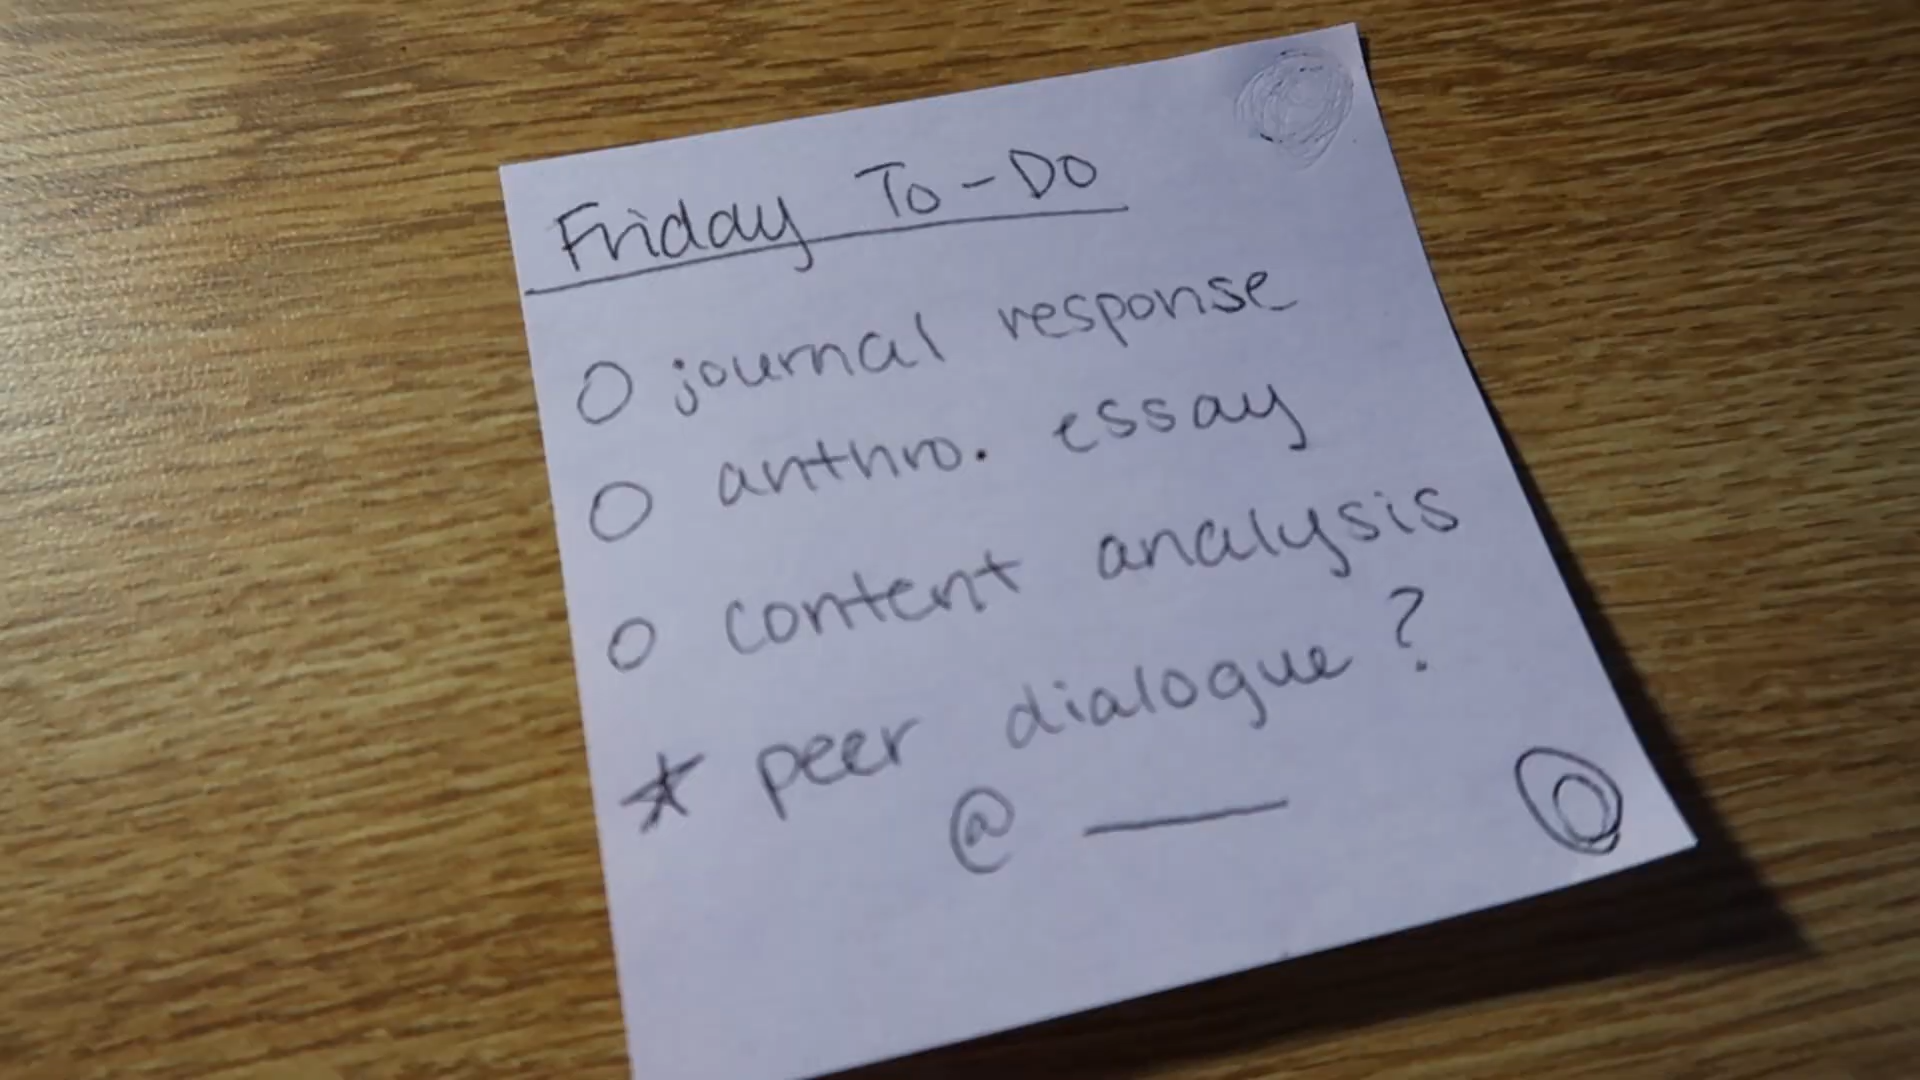 Friday To-Do
O journal response
O anthro. essay
O content analysis
* peer dialogue?
@ ____